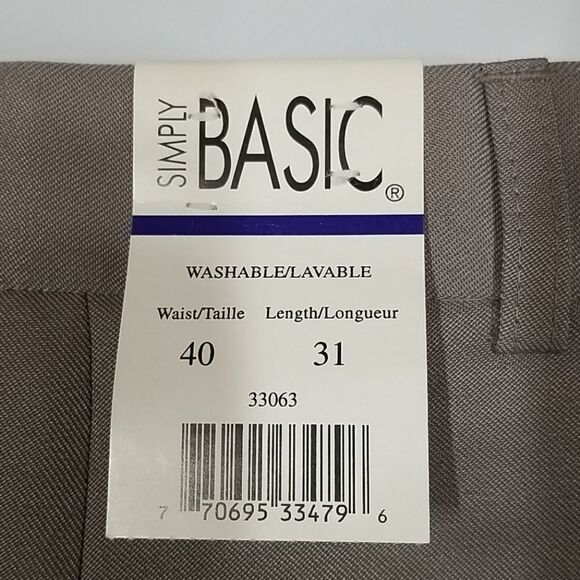 SIMPLY
BASIC®
WASHABLE/LAVABLE
Waist/Taille Length/Longueur
40 31
33063
7 70695 33479 6